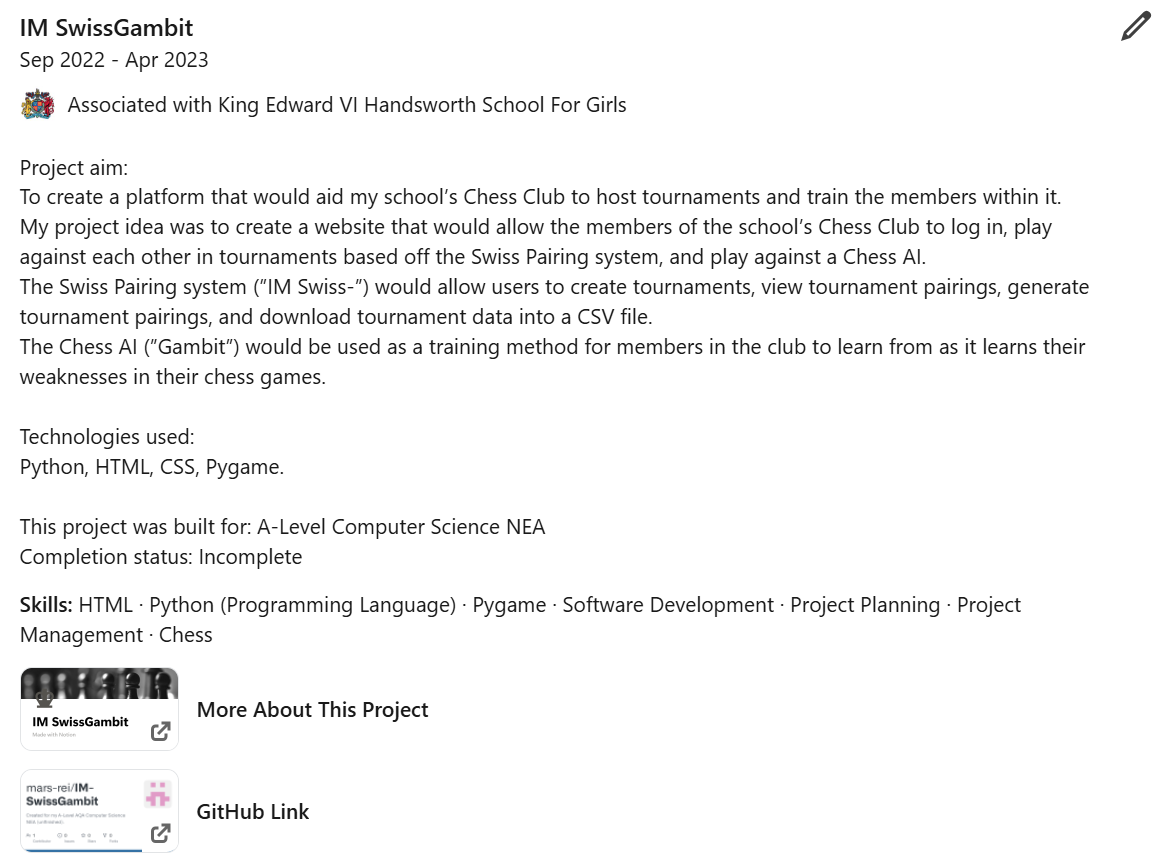 IM SwissGambit
Sep 2022 - Apr 2023
Associated with King Edward VI Handsworth School For Girls
Project aim:
To create a platform that would aid my school’s Chess Club to host tournaments and train the members within it.
My project idea was to create a website that would allow the members of the school’s Chess Club to log in, play
against each other in tournaments based off the Swiss Pairing system, and play against a Chess AI.
The Swiss Pairing system (”IM Swiss-”) would allow users to create tournaments, view tournament pairings, generate
tournament pairings, and download tournament data into a CSV file.
The Chess AI (”Gambit“) would be used as a training method for members in the club to learn from as it learns their
weaknesses in their chess games.
Technologies used:
Python, HTML, CSS, Pygame.
This project was built for: A-Level Computer Science NEA
Completion status: Incomplete
Skills: HTML · Python (Programming Language) · Pygame · Software Development · Project Planning · Project
Management · Chess
IM SwissGambit
Made with Notion
More About This Project
mars-rei/IM-
SwissGambit
Created for my A-Level AQA Computer Science
GitHub Link